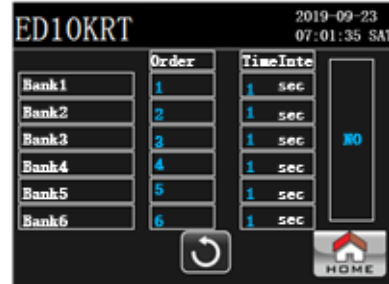 ED10KRT
2019-09-23
07:01:35 SAT
Order TimeInte
Bank1 1 1 sec
Bank2 2 1 sec
Bank3 3 1 sec
Bank4 4 1 sec
Bank5 5 1 sec
Bank6 6 1 sec
NO
HOME